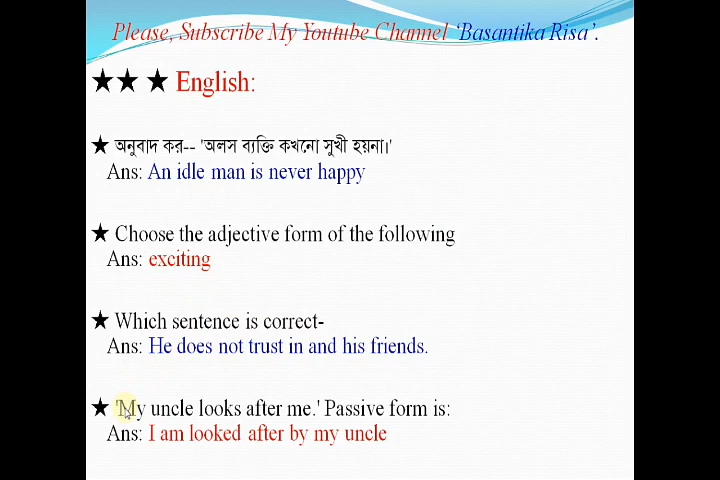 Please, Subscribe My Youtube Channel ‘Basantika Risa’.
★★ ★ English:
★ অনুবাদ কর-- 'অলস ব্যক্তি কখনো সুখী হয়না।'
Ans: An idle man is never happy
★ Choose the adjective form of the following
Ans: exciting
★ Which sentence is correct-
Ans: He does not trust in and his friends.
★ 'My uncle looks after me.' Passive form is:
Ans: I am looked after by my uncle